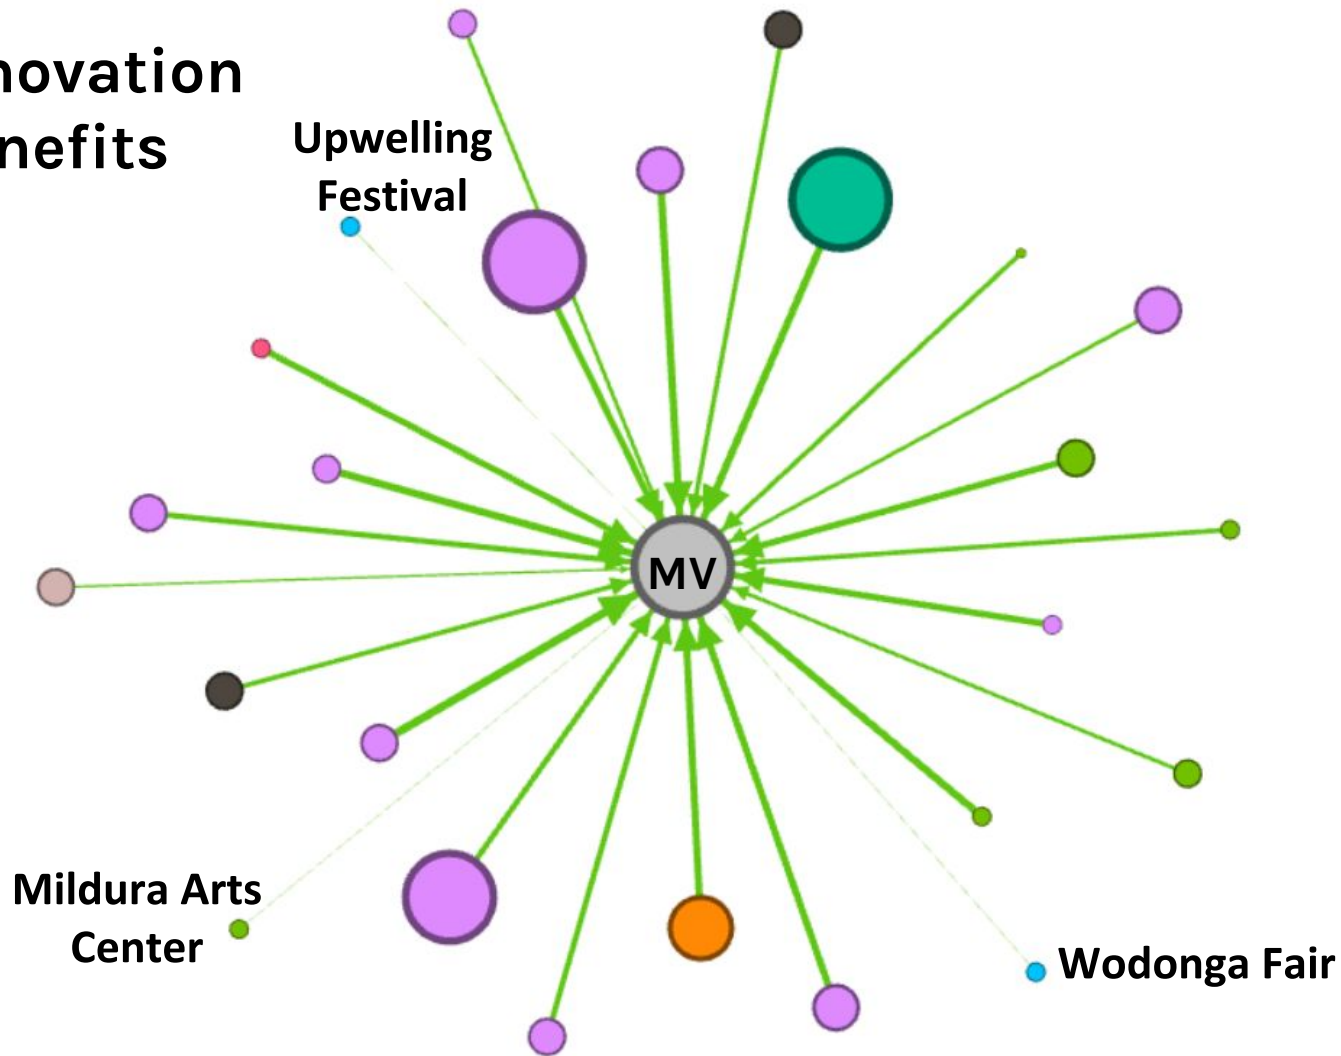 novation
nefits
Upwelling
Festival
MV
Mildura Arts
Center
Wodonga Fair